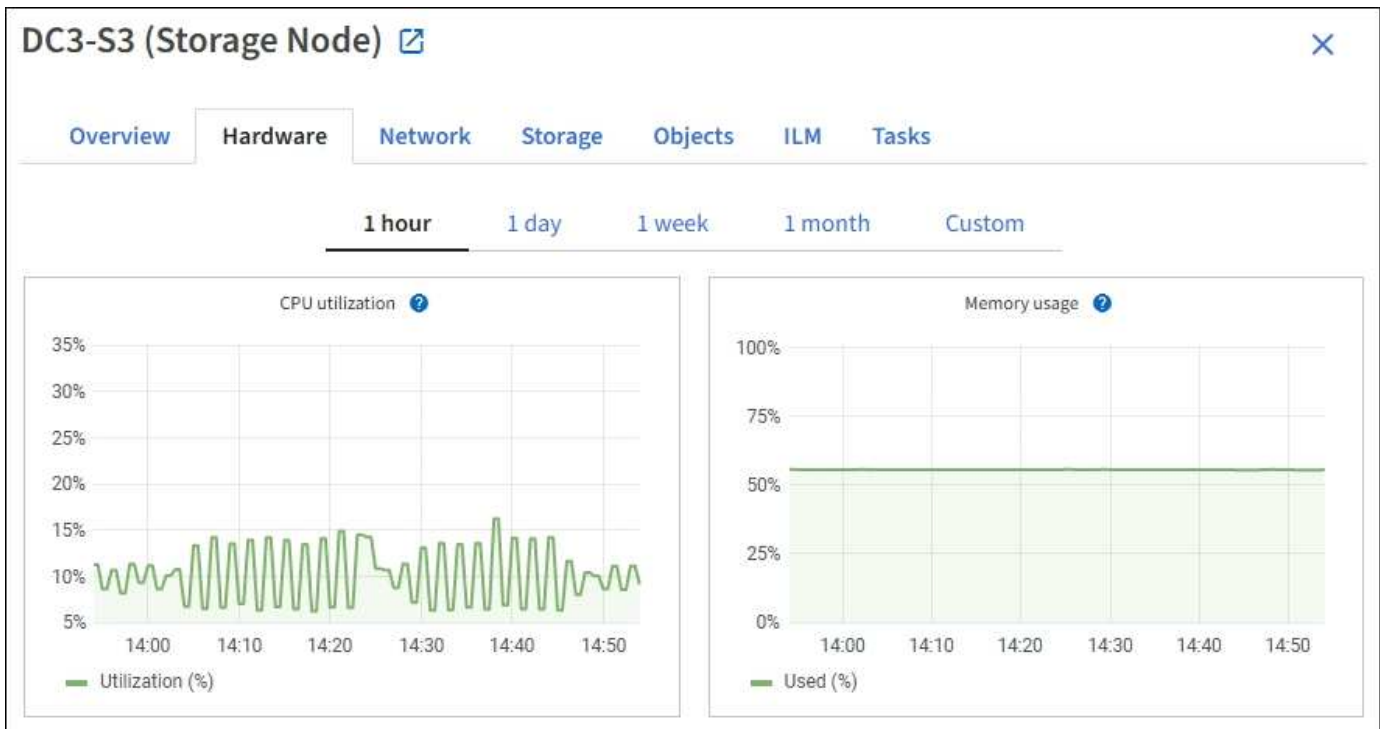 DC3-S3 (Storage Node)
Overview Hardware Network Storage Objects ILM Tasks
1 hour 1 day 1 week 1 month Custom
CPU utilization ?
35%
30%
25%
20%
15%
10%
5%
14:00 14:10 14:20 14:30 14:40 14:50
Utilization (%)
Memory usage ?
100%
75%
50%
25%
0%
14:00 14:10 14:20 14:30 14:40 14:50
Used (%)